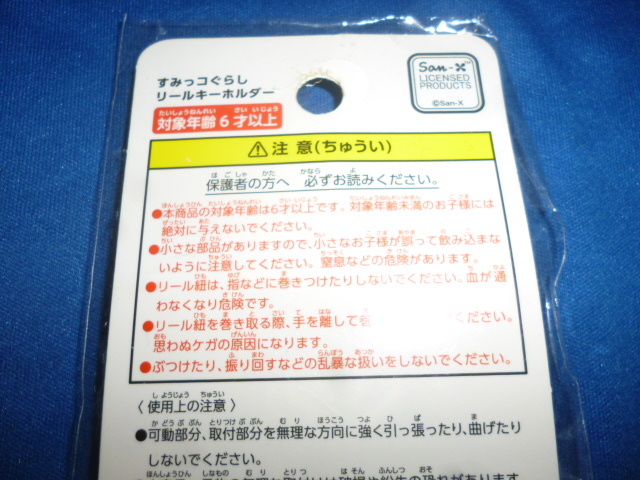 すみっコぐらし
リールキーホルダー
対象年齢6才以上
San-X
LICENSED
PRODUCTS
©San-X
⚠注意(ちゅうい)
保護者の方へ 必ずお読みください。
●本商品の対象年齢は6才以上です。対象年齢未満のお子様には
絶対に与えないでください。
●小さな部品がありますので、小さなお子様が誤って飲み込まな
いように注意してください。窒息などの危険があります。
●リール紐は、指などに巻きつけたりしないでください。血が通
わなくなり危険です。
●リール紐を巻き取る際、手を離して ください。
思わぬケガの原因になります。
●ぶつけたり、振り回すなどの乱暴な扱いをしないでください。
〈使用上の注意〉
●可動部分、取付部分を無理な方向に強く引っ張ったり、曲げたり
しないでください。